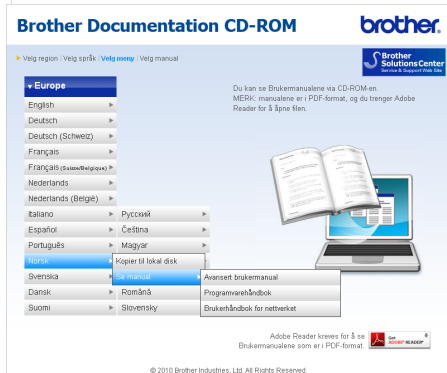 Brother Documentation CD-ROM
brother.
Velg region | Velg språk | Velg meny | Velg manual
Brother
Solutions Center
Service & Support Web Site
Europe
Du kan se Brukermanualene via CD-ROM-en.
MERK: manualene er i PDF-format, og du trenger Adobe
Reader for å åpne filen.
English
Deutsch
Deutsch (Schweiz)
Français
Français (Suisse/Belgique)
Nederlands
Nederlands (België)
Italiano
Русский
Español
Čeština
Português
Magyar
Norsk
Kopier til lokal disk
Svenska
Se manual
Avansert brukermanual
Dansk
Română
Programvarehåndbok
Suomi
Slovensky
Brukerhåndbok for nettverket
Adobe Reader kreves for å se
Brukermanualene som er i PDF-format.
Get
ADOBE® READER®
© 2010 Brother Industries, Ltd. All Rights Reserved.